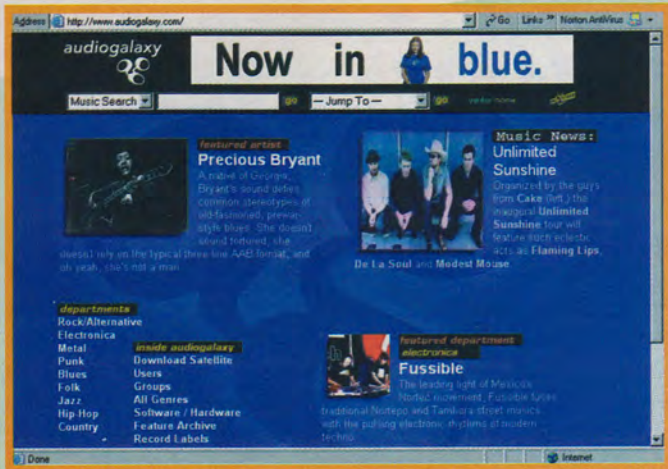 Address http://www.audiogalaxy.com/ Go Links » Norton AntiVirus
audiogalaxy
Now in blue.
Music Search go — Jump To — go
featured artist
Precious Bryant
A native of Georgia,
Bryant's sound defies
common stereotypes of
old-fashioned, prewar-
style blues. She doesn't
sound tortured, she
doesn't rely on the typical three line AAB format, and
oh yeah, she's not a man.
Music News:
Unlimited
Sunshine
Organized by the guys
from Cake (left,) the
inaugural Unlimited
Sunshine tour will
feature such eclectic
acts as Flaming Lips,
De La Soul and Modest Mouse
departments
Rock/Alternative
Electronica
Metal
Punk
Blues
Folk
Jazz
Hip-Hop
Country
inside audiogalaxy
Download Satellite
Users
Groups
All Genres
Software / Hardware
Feature Archive
Record Labels
featured department
electronica
Fussible
The leading light of Mexico's
Nortec movement, Fussible fuses
traditional Norteno and Tambora street musics
with the pulsing electronic rhythms of modern
techno.
Done Internet